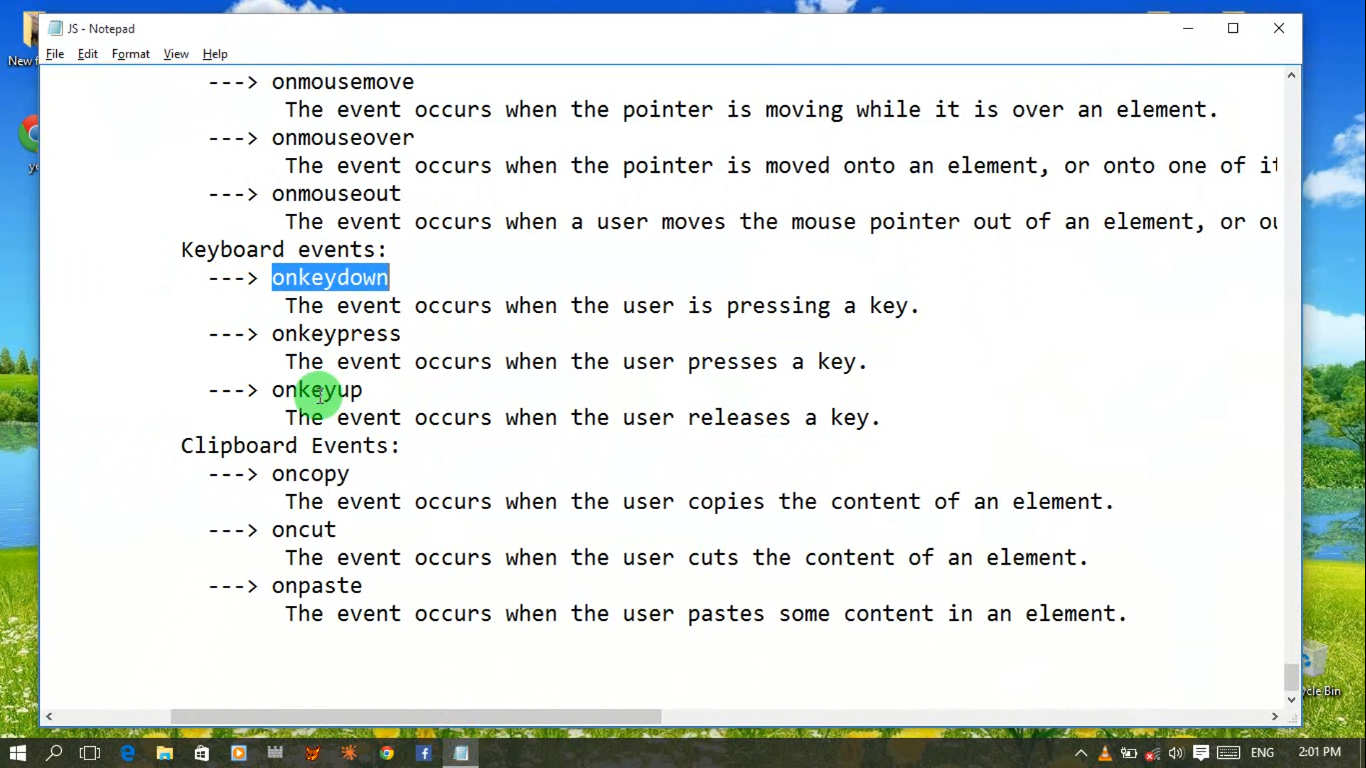 JS - Notepad
File Edit Format View Help
---> onmousemove
The event occurs when the pointer is moving while it is over an element.
---> onmouseover
The event occurs when the pointer is moved onto an element, or onto one of
---> onmouseout
The event occurs when a user moves the mouse pointer out of an element, or
Keyboard events:
---> onkeydown
The event occurs when the user is pressing a key.
---> onkeypress
The event occurs when the user presses a key.
---> onkeyup
The event occurs when the user releases a key.
Clipboard Events:
---> oncopy
The event occurs when the user copies the content of an element.
---> oncut
The event occurs when the user cuts the content of an element.
---> onpaste
The event occurs when the user pastes some content in an element.
New
Bin
ENG 2:01 PM